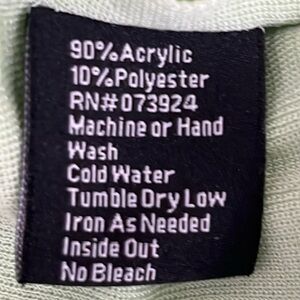 90% Acrylic
10% Polyester
RN# 073924
Machine or Hand
Wash
Cold Water
Tumble Dry Low
Iron As Needed
Inside Out
No Bleach